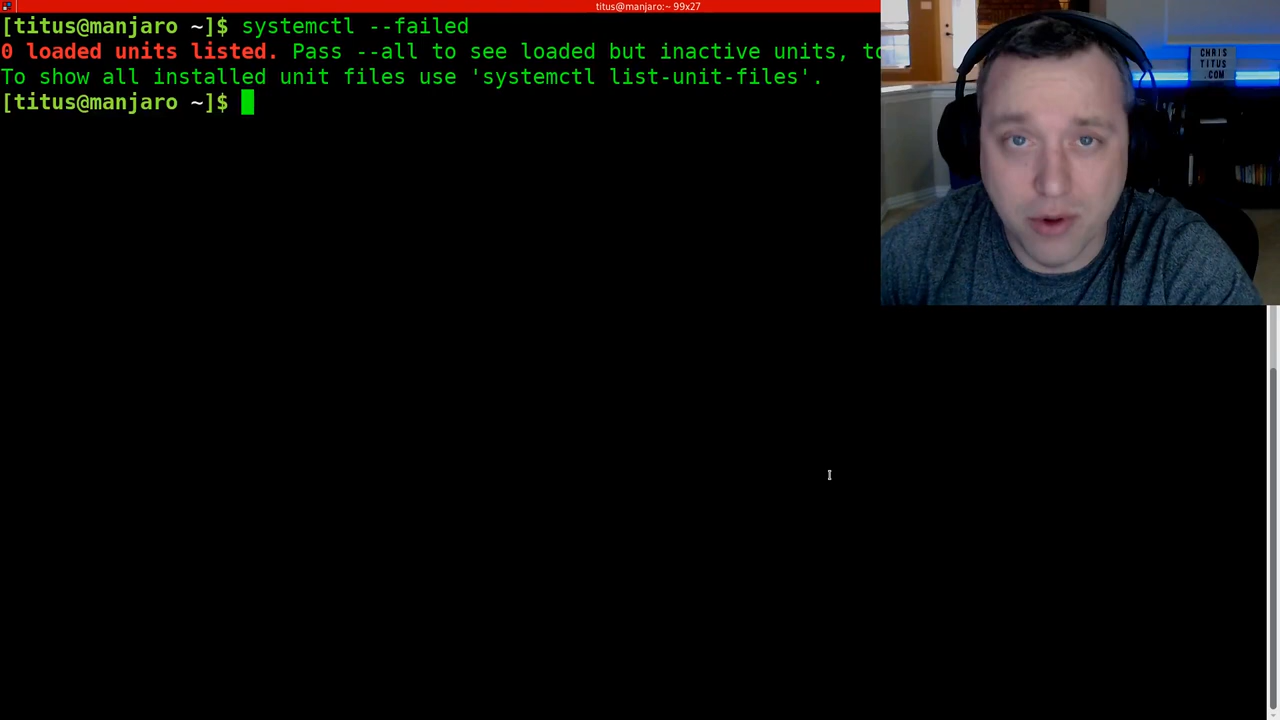 titus@manjaro:~ 99x27
[titus@manjaro ~]$ systemctl --failed
0 loaded units listed. Pass --all to see loaded but inactive units, to
To show all installed unit files use 'systemctl list-unit-files'.
[titus@manjaro ~]$
CHRIS
TITUS
.COM